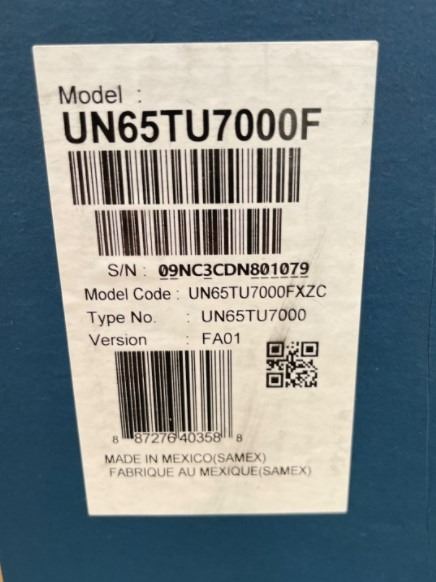 Model :
UN65TU7000F
S/N : 09NC3CDN801079
Model Code : UN65TU7000FXZC
Type No. : UN65TU7000
Version : FA01
8 87276 40358 8
MADE IN MEXICO(SAMEX)
FABRIQUE AU MEXIQUE(SAMEX)